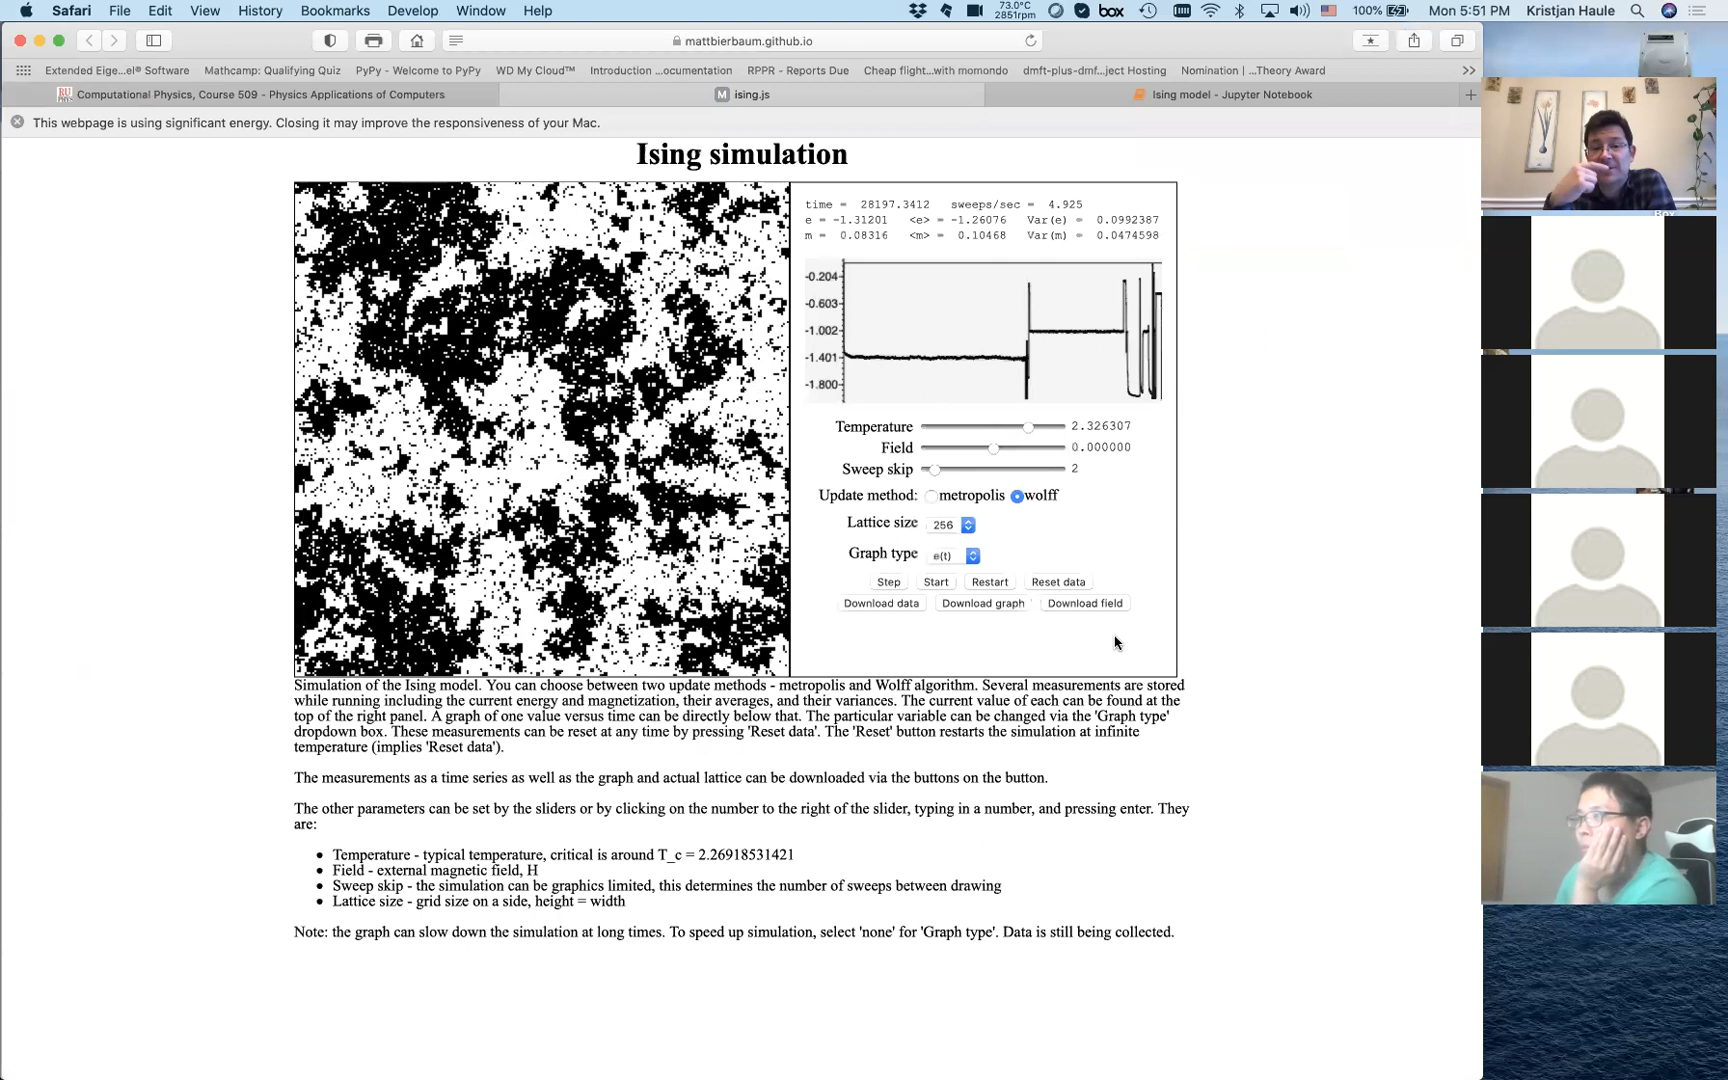 Safari File Edit View History Bookmarks Develop Window Help 73.0°C 2851rpm box 100% Mon 5:51 PM Kristjan Haule
mattbierbaum.github.io
Extended Eige...el® Software Mathcamp: Qualifying Quiz PyPy - Welcome to PyPy WD My Cloud™ Introduction ...ocumentation RPPR - Reports Due Cheap flight...with momondo dmft-plus-dmf...ject Hosting Nomination | ...Theory Award
RU Computational Physics, Course 509 - Physics Applications of Computers M ising.js Ising model - Jupyter Notebook
This webpage is using significant energy. Closing it may improve the responsiveness of your Mac.
Ising simulation
time = 28197.3412 sweeps/sec = 4.925
e = -1.31201 <e> = -1.26076 Var(e) = 0.0992387
m = 0.08316 <m> = 0.10468 Var(m) = 0.0474598
-0.204
-0.603
-1.002
-1.401
-1.800
Temperature 2.326307
Field 0.000000
Sweep skip 2
Update method: metropolis wolff
Lattice size 256
Graph type e(t)
Step Start Restart Reset data
Download data Download graph Download field
Simulation of the Ising model. You can choose between two update methods - metropolis and Wolff algorithm. Several measurements are stored
while running including the current energy and magnetization, their averages, and their variances. The current value of each can be found at the
top of the right panel. A graph of one value versus time can be directly below that. The particular variable can be changed via the 'Graph type'
dropdown box. These measurements can be reset at any time by pressing 'Reset data'. The 'Reset' button restarts the simulation at infinite
temperature (implies 'Reset data').
The measurements as a time series as well as the graph and actual lattice can be downloaded via the buttons on the button.
The other parameters can be set by the sliders or by clicking on the number to the right of the slider, typing in a number, and pressing enter. They
are:
• Temperature - typical temperature, critical is around T_c = 2.26918531421
• Field - external magnetic field, H
• Sweep skip - the simulation can be graphics limited, this determines the number of sweeps between drawing
• Lattice size - grid size on a side, height = width
Note: the graph can slow down the simulation at long times. To speed up simulation, select 'none' for 'Graph type'. Data is still being collected.